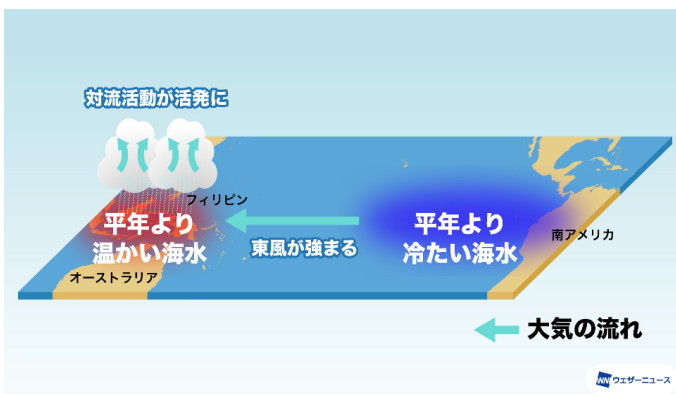 対流活動が活発に
フィリピン
平年より
温かい海水
東風が強まる
平年より
冷たい海水
南アメリカ
オーストラリア
大気の流れ
WN ウェザーニュース